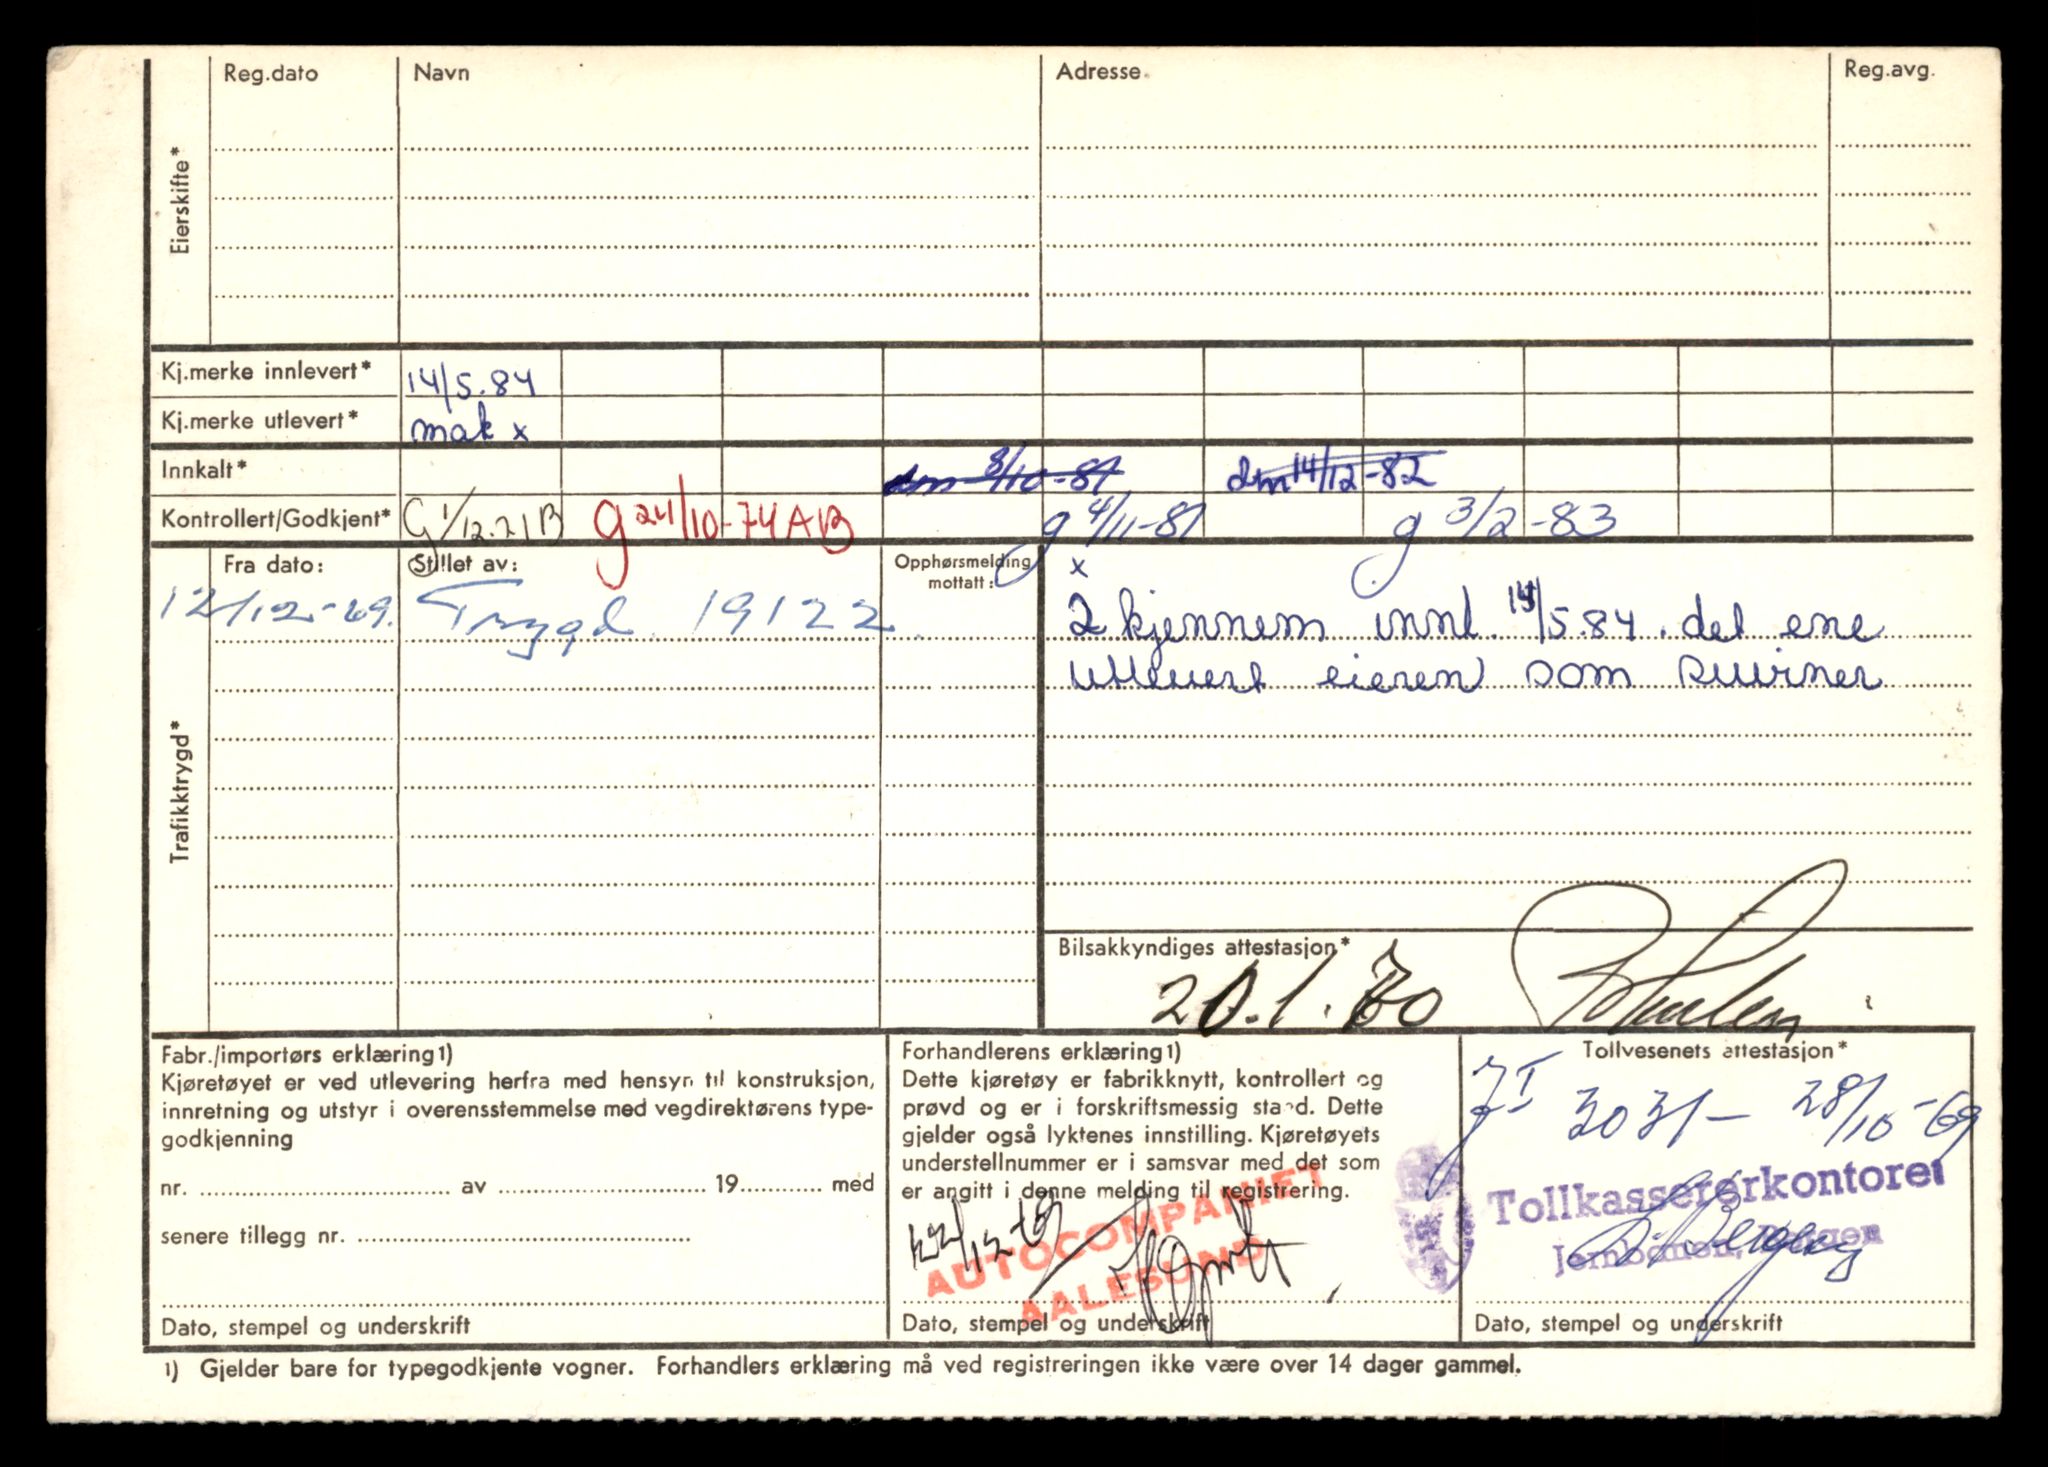 Reg.dato Navn Adresse Reg.avg.
Eierskifte*
Kj.merke innlevert* 14/5.84
Kj.merke utlevert* mak x
Innkalt* dm 8/10-81 dm 14/12-82
Kontrollert/Godkjent* G 1/12.71B g 24/10-74 AB g 4/11-81 g 3/2-83
Trafikktrygd*
Fra dato: Stillet av: Opphørsmelding mottatt: x
12/12-69. Trygd 19122
2 kjennem innl. 14/5.84. det ene
utlevert eieren som suvirner
Bilsakkyndiges attestasjon*
20.1.70
Fabr./importørs erklæring1)
Kjøretøyet er ved utlevering herfra med hensyn til konstruksjon,
innretning og utstyr i overensstemmelse med vegdirektørens type-
godkjenning
nr. av 19 med
senere tillegg nr.
Dato, stempel og underskrift
Forhandlerens erklæring1)
Dette kjøretøy er fabrikknytt, kontrollert og
prøvd og er i forskriftsmessig stand. Dette
gjelder også lyktenes innstilling. Kjøretøyets
understellnummer er i samsvar med det som
er angitt i denne melding til registrering.
AUTOCOMPANIET
AALESUND
Dato, stempel og underskrift
Tollvesenets attestasjon*
3031 - 28/10-69
Tollkassererkontoret
Jernbanen, Bergen
Dato, stempel og underskrift
1) Gjelder bare for typegodkjente vogner. Forhandlers erklæring må ved registreringen ikke være over 14 dager gammel.